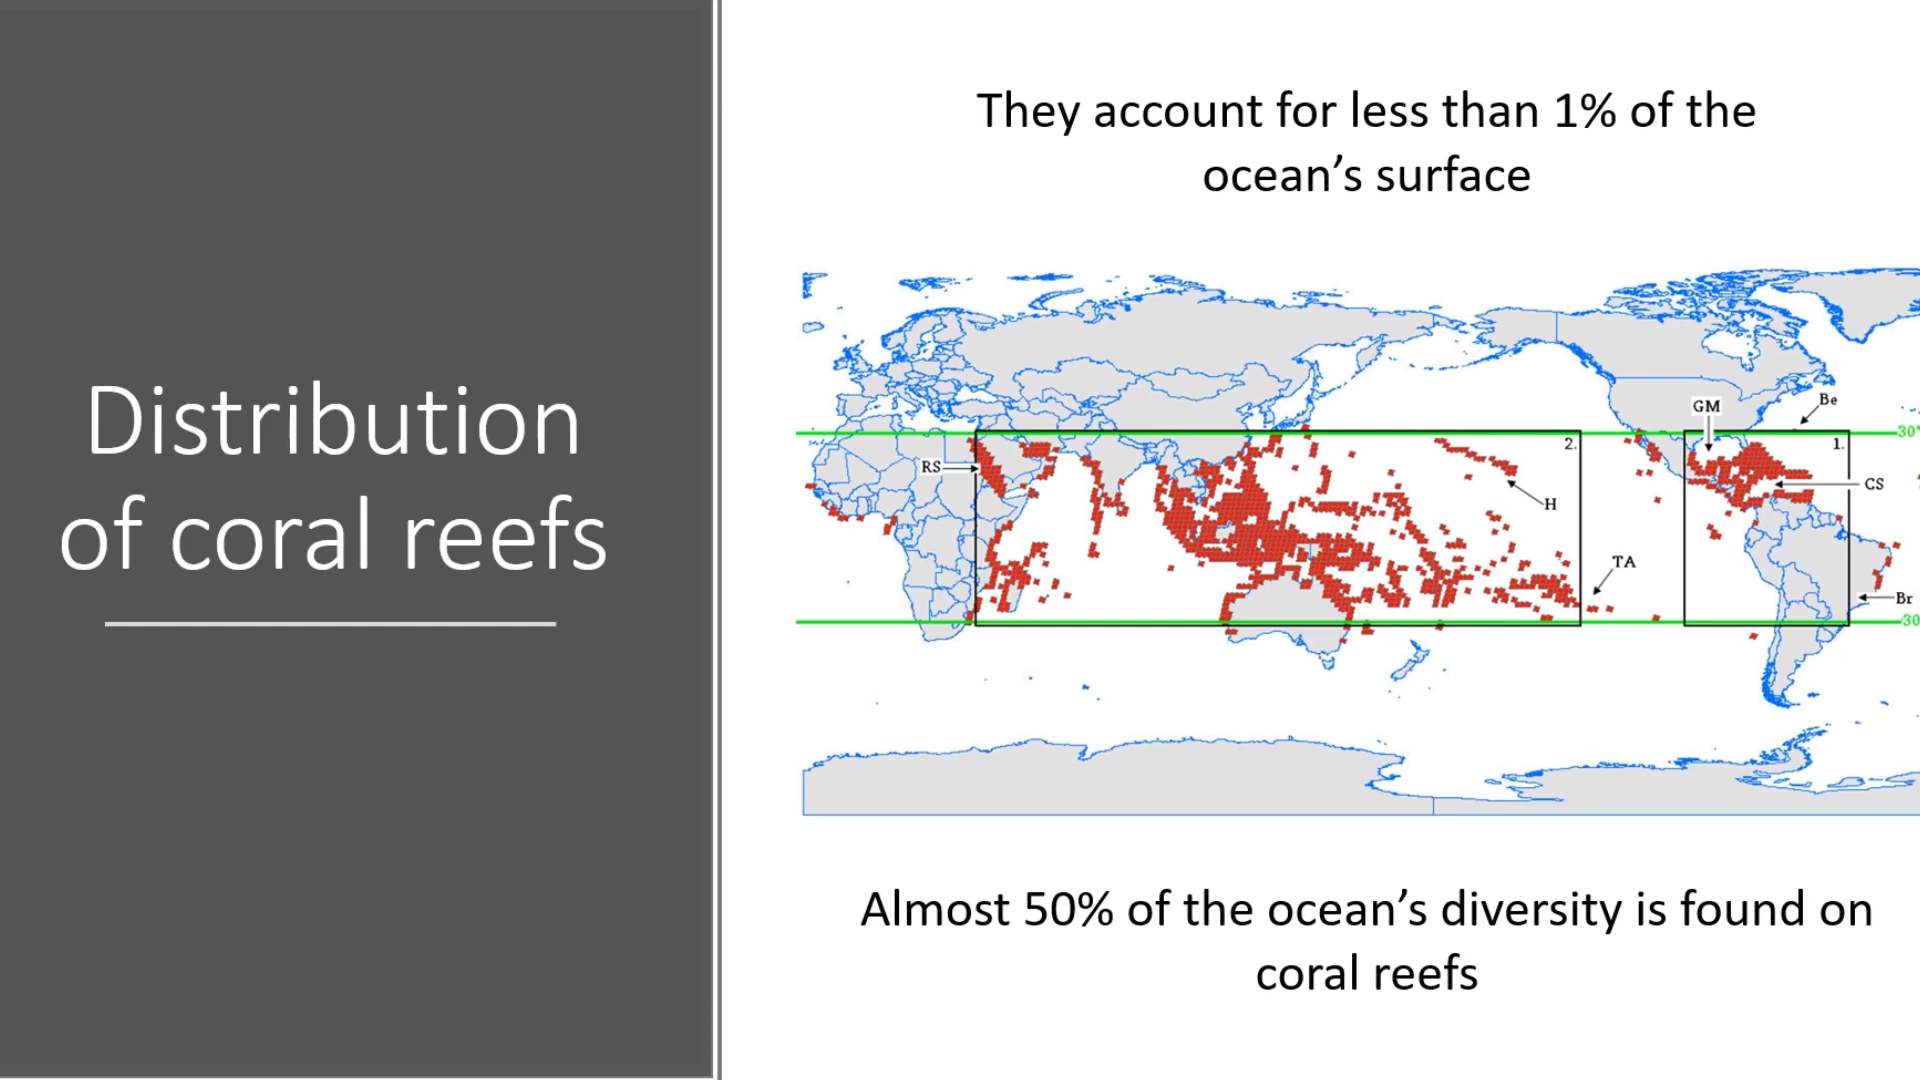 Distribution
of coral reefs
They account for less than 1% of the
ocean’s surface
GM
Be
30°
2.
1.
RS
CS
H
TA
Br
30
Almost 50% of the ocean’s diversity is found on
coral reefs